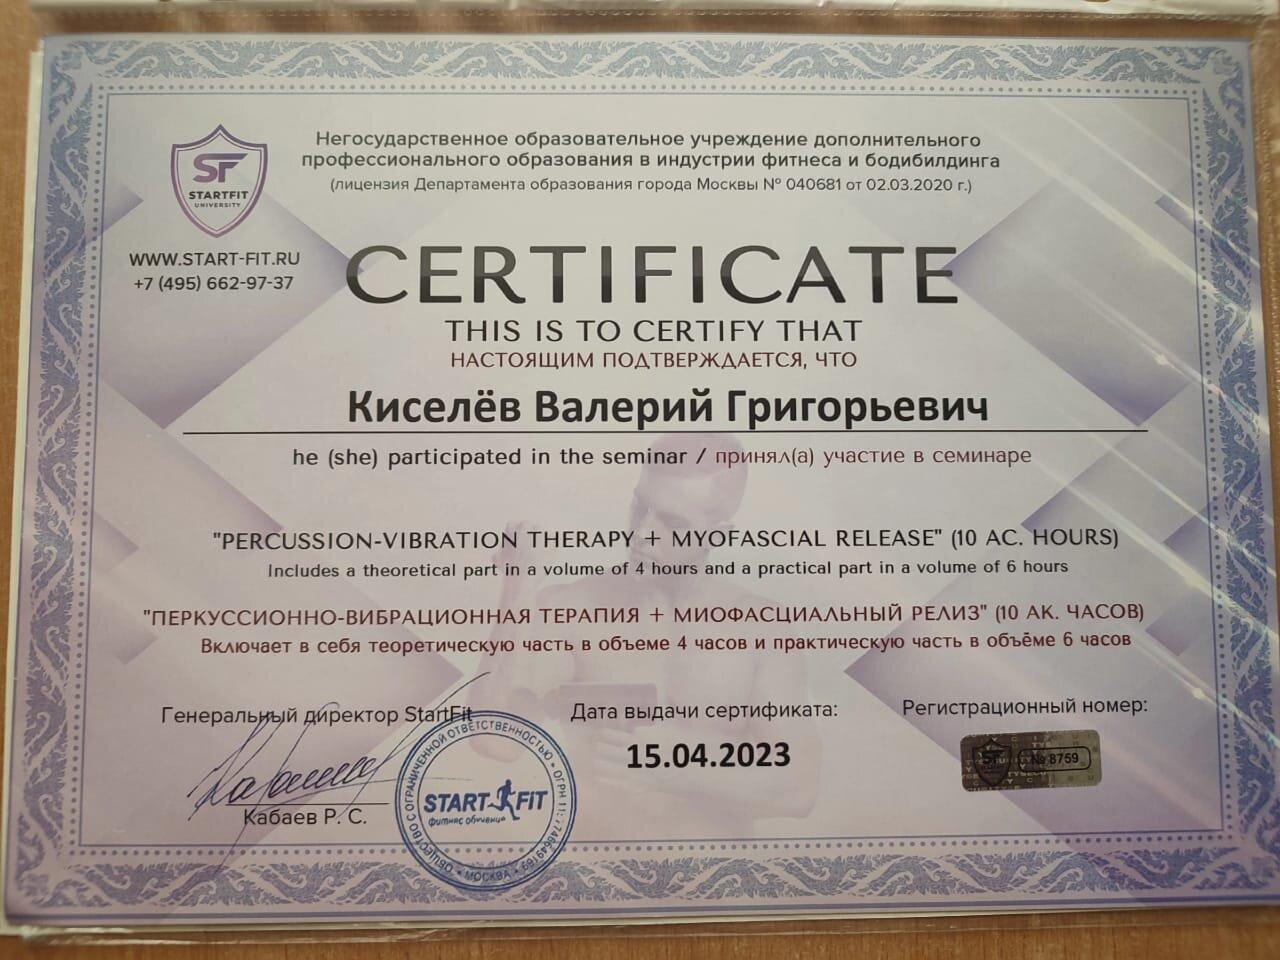 SF
STARTFIT
UNIVERSITY
WWW.START-FIT.RU
+7 (495) 662-97-37
Негосударственное образовательное учреждение дополнительного
профессионального образования в индустрии фитнеса и бодибилдинга
(лицензия Департамента образования города Москвы № 040681 от 02.03.2020 г.)
CERTIFICATE
THIS IS TO CERTIFY THAT
НАСТОЯЩИМ ПОДТВЕРЖДАЕТСЯ, ЧТО
Киселёв Валерий Григорьевич
he (she) participated in the seminar / принял(а) участие в семинаре
"PERCUSSION-VIBRATION THERAPY + MYOFASCIAL RELEASE" (10 AC. HOURS)
Includes a theoretical part in a volume of 4 hours and a practical part in a volume of 6 hours
"ПЕРКУССИОННО-ВИБРАЦИОННАЯ ТЕРАПИЯ + МИОФАСЦИАЛЬНЫЙ РЕЛИЗ" (10 АК. ЧАСОВ)
Включает в себя теоретическую часть в объеме 4 часов и практическую часть в объёме 6 часов
Генеральный директор StartFit
Кабаев Р. С.
ОБЩЕСТВО С ОГРАНИЧЕННОЙ ОТВЕТСТВЕННОСТЬЮ • ОГРН
START FIT
фитнес обучение
• МОСКВА •
Дата выдачи сертификата:
15.04.2023
Регистрационный номер:
SF
№ 8759